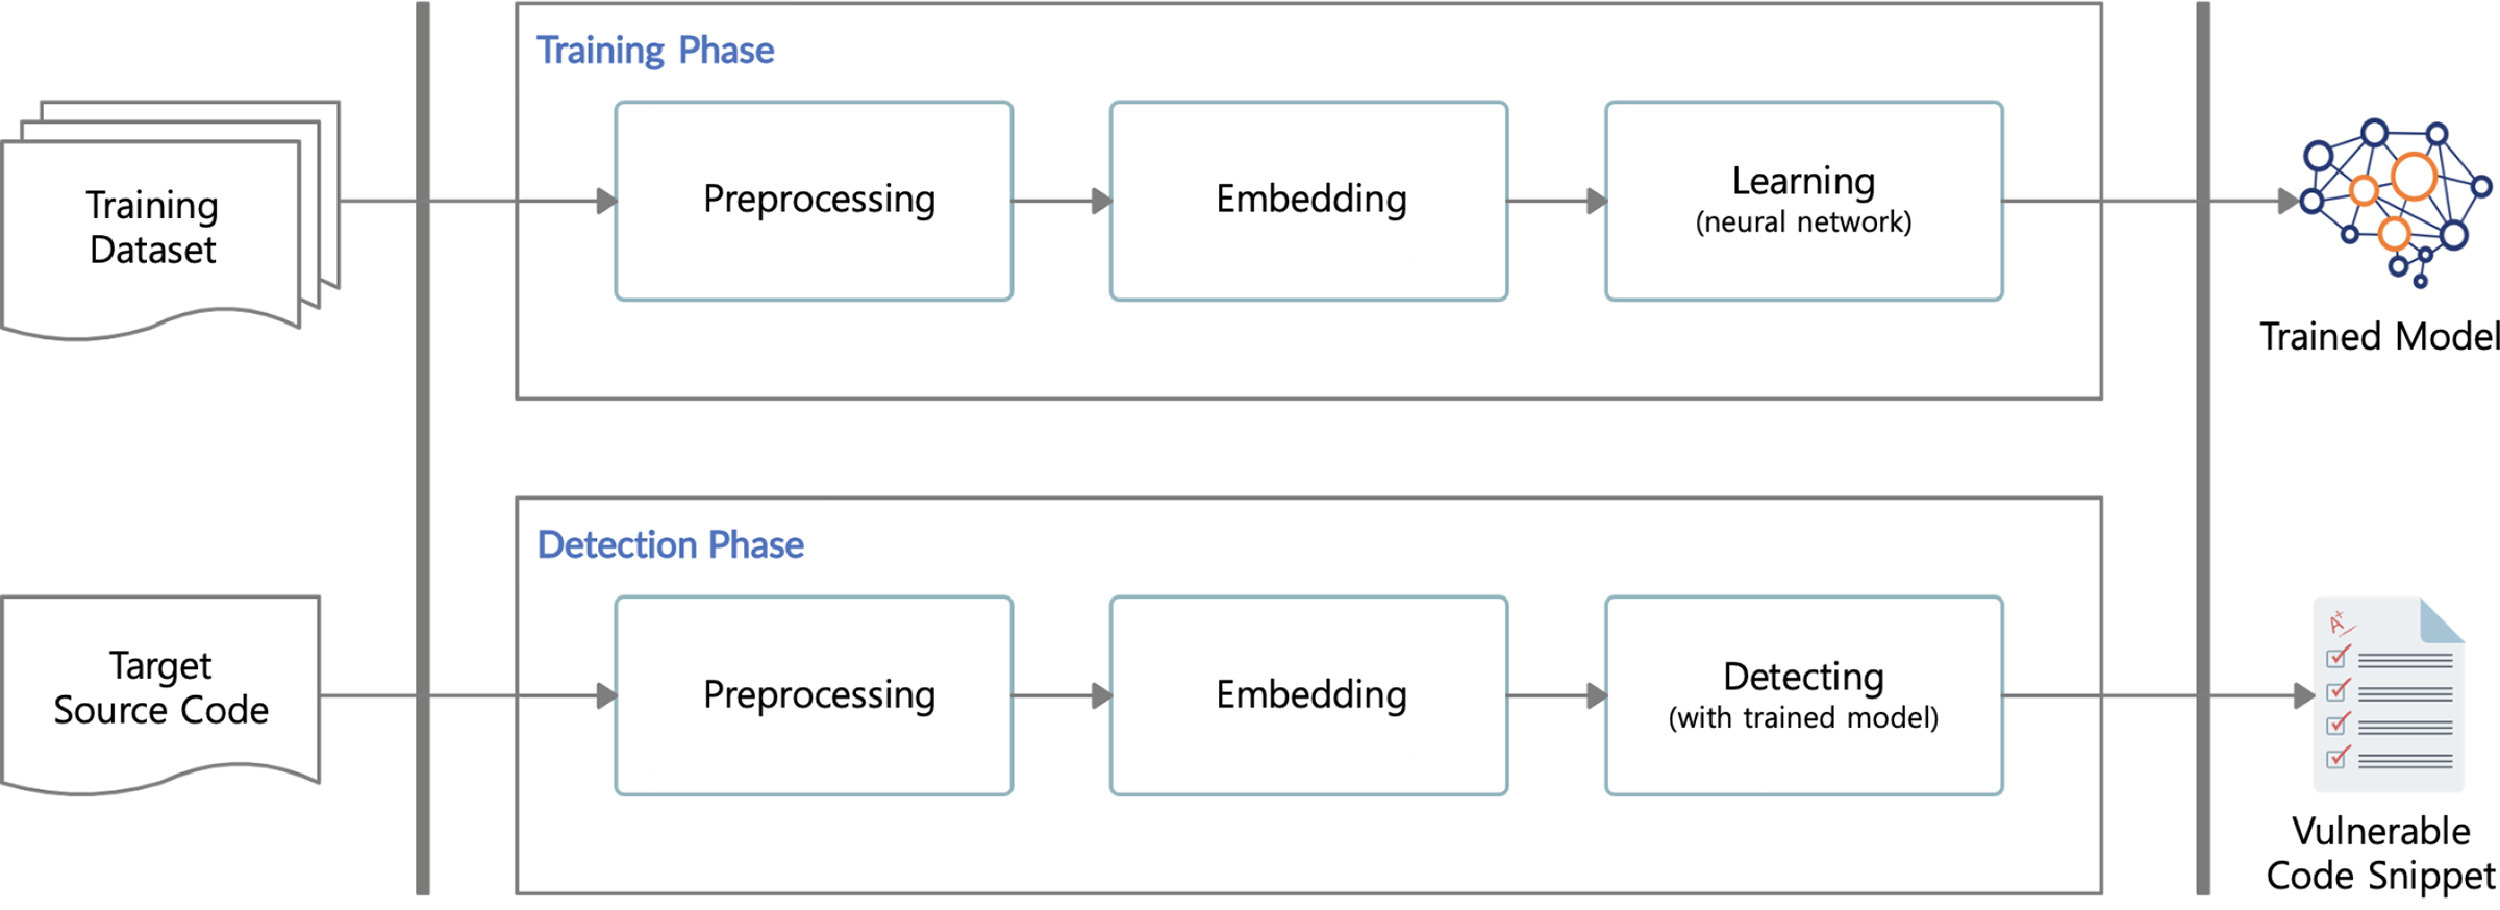 Training Phase
Training
Dataset
Preprocessing
Embedding
Learning
(neural network)
Trained Model
Detection Phase
Target
Source Code
Preprocessing
Embedding
Detecting
(with trained model)
A+
Vulnerable
Code Snippet